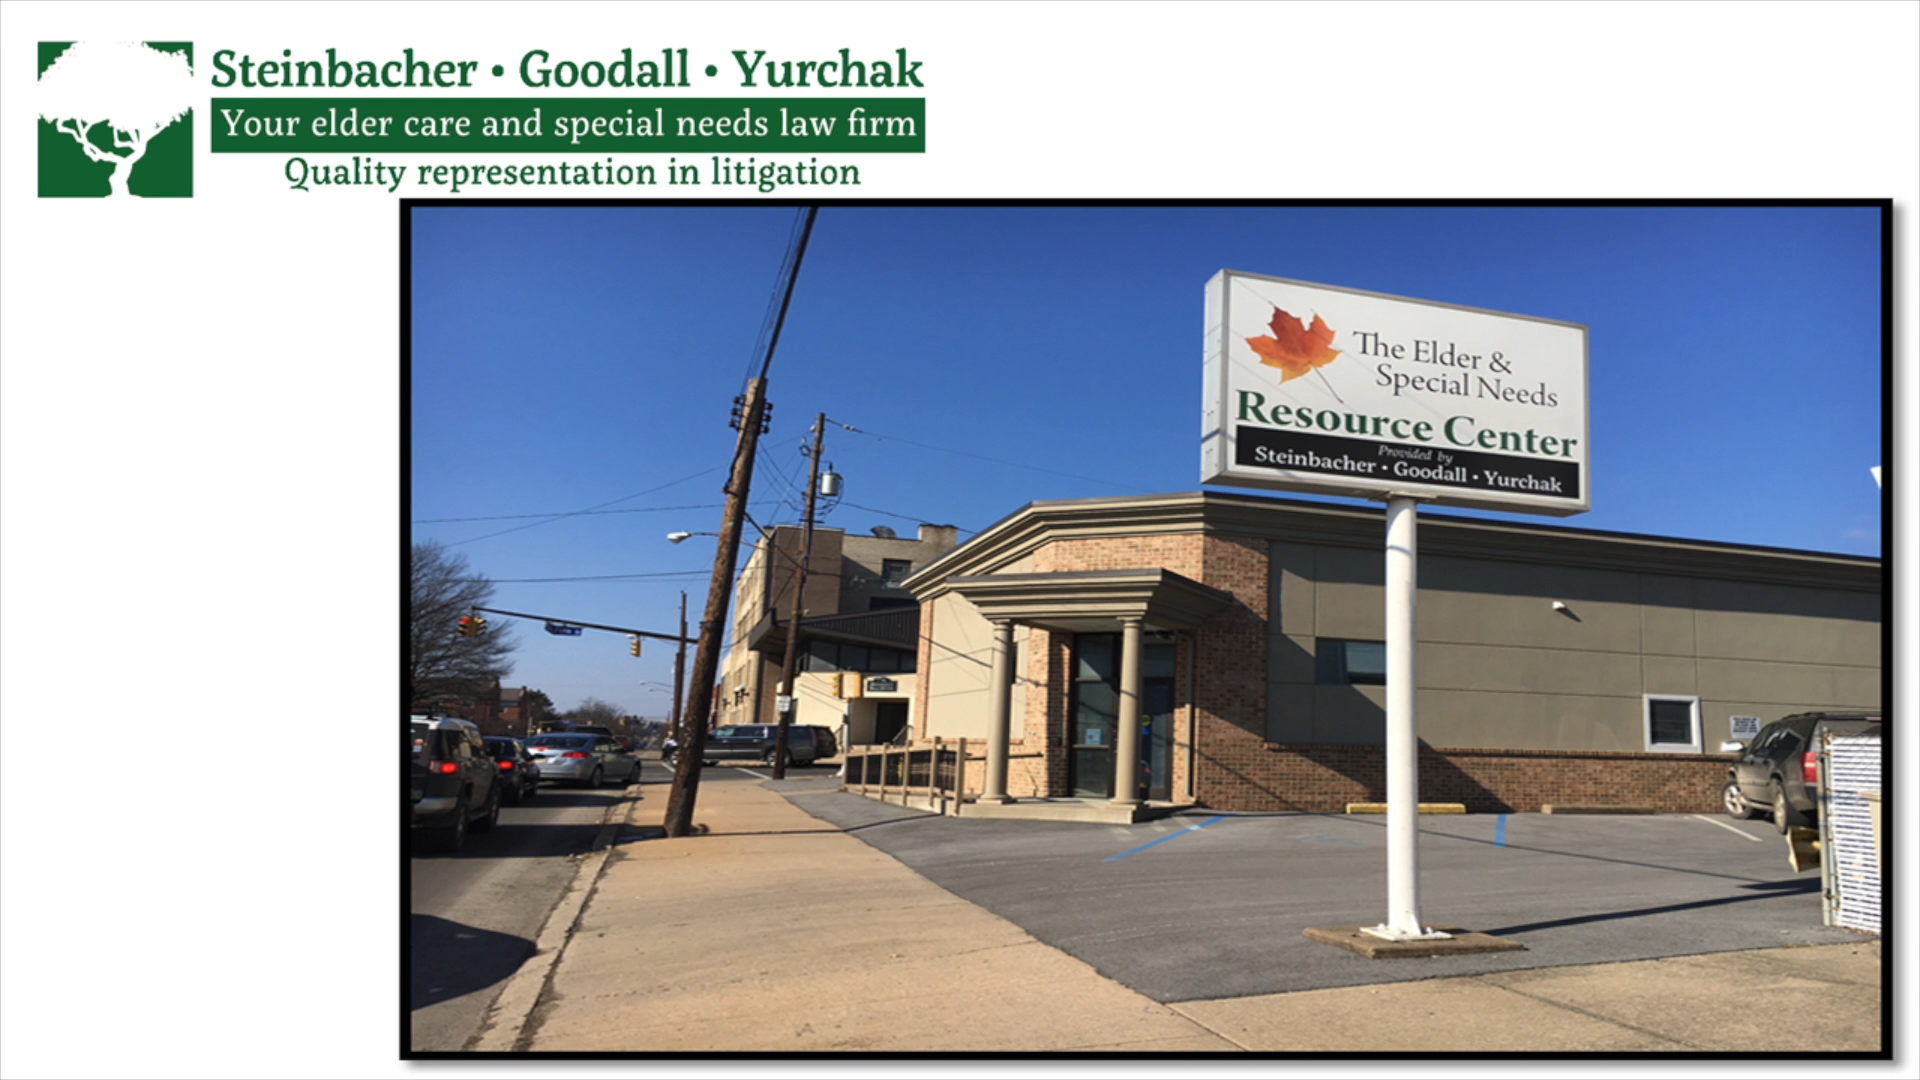 Steinbacher • Goodall • Yurchak
Your elder care and special needs law firm
Quality representation in litigation
The Elder &
Special Needs
Resource Center
Provided by
Steinbacher • Goodall • Yurchak